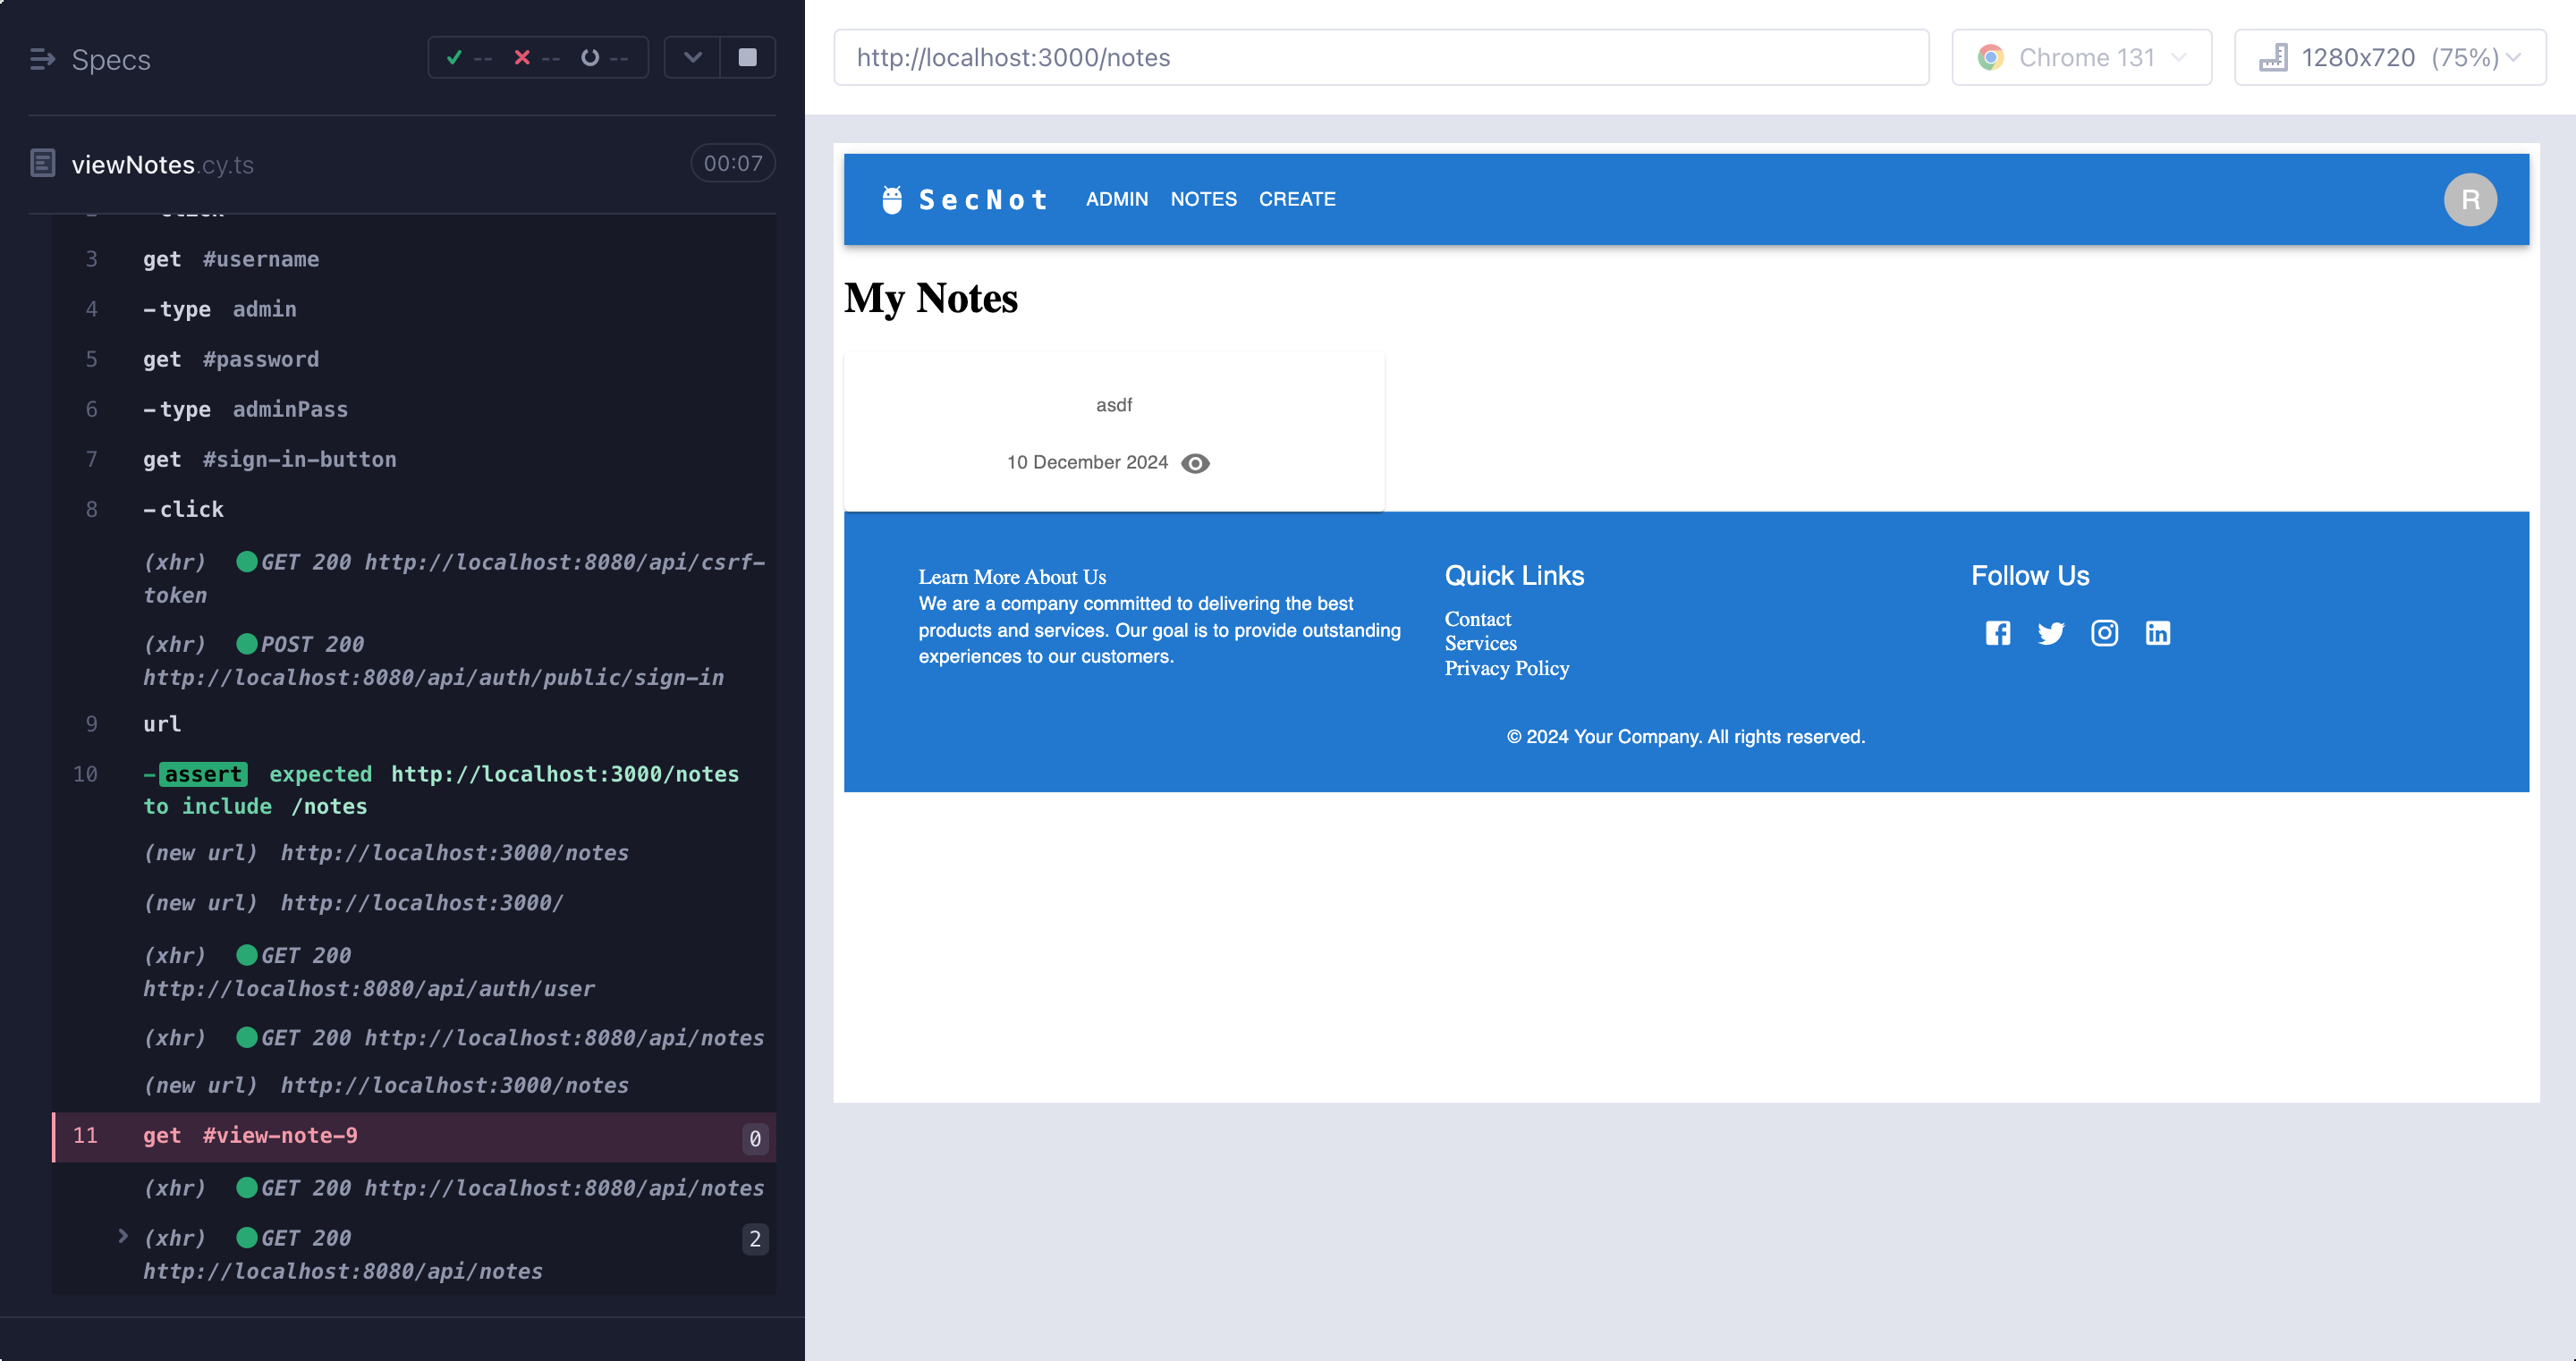 Specs
-- -- --
viewNotes.cy.ts
00:07
3 get #username
4 -type admin
5 get #password
6 -type adminPass
7 get #sign-in-button
8 -click
(xhr) GET 200 http://localhost:8080/api/csrf-
token
(xhr) POST 200
http://localhost:8080/api/auth/public/sign-in
9 url
10 -assert expected http://localhost:3000/notes
to include /notes
(new url) http://localhost:3000/notes
(new url) http://localhost:3000/
(xhr) GET 200
http://localhost:8080/api/auth/user
(xhr) GET 200 http://localhost:8080/api/notes
(new url) http://localhost:3000/notes
11 get #view-note-9 0
(xhr) GET 200 http://localhost:8080/api/notes
(xhr) GET 200 2
http://localhost:8080/api/notes
http://localhost:3000/notes
Chrome 131
1280x720 (75%)
SecNot ADMIN NOTES CREATE R
My Notes
asdf
10 December 2024
Learn More About Us
We are a company committed to delivering the best
products and services. Our goal is to provide outstanding
experiences to our customers.
Quick Links
Contact
Services
Privacy Policy
Follow Us
© 2024 Your Company. All rights reserved.